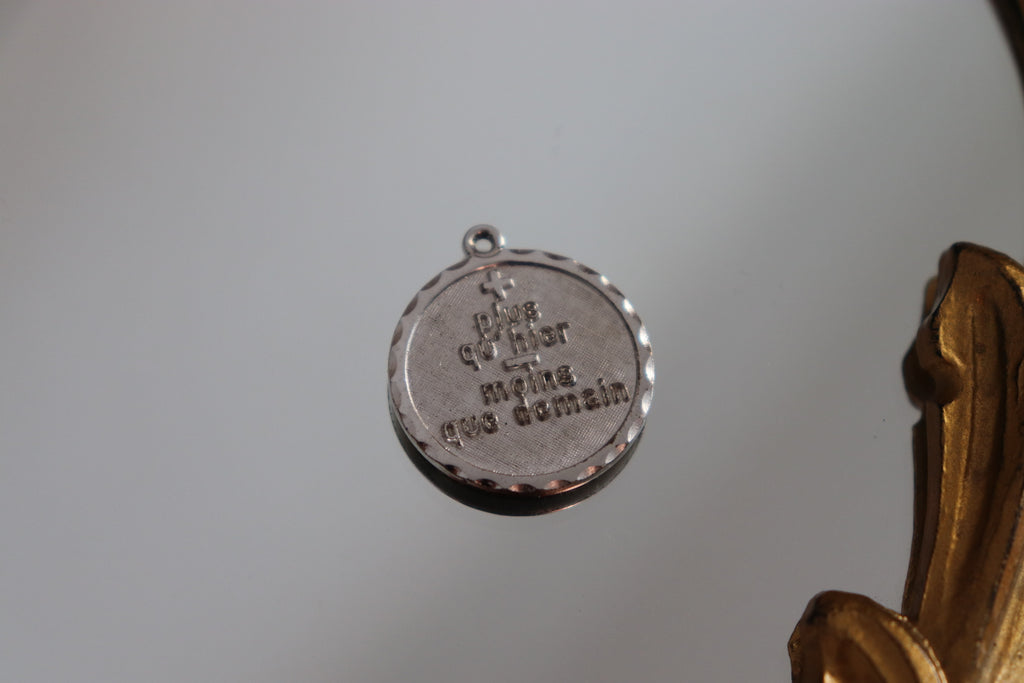 +
plus
qu'hier
-
moins
que demain